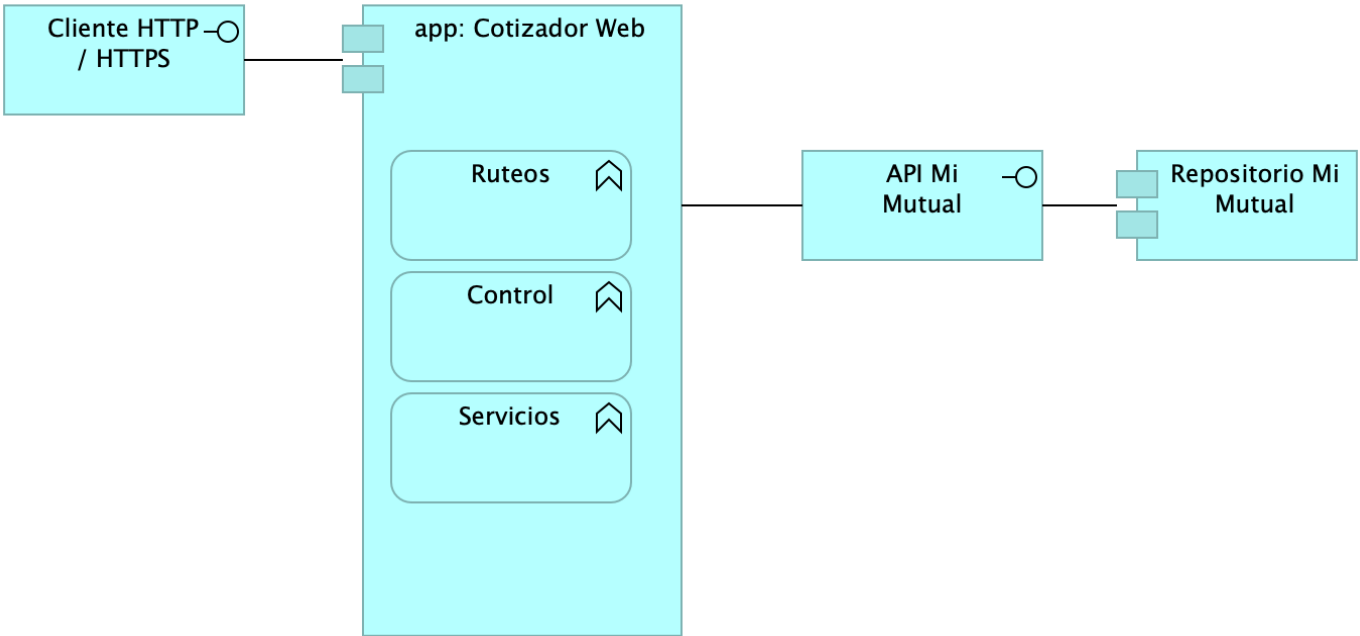 Cliente HTTP
/ HTTPS
app: Cotizador Web
Ruteos
Control
Servicios
API Mi
Mutual
Repositorio Mi
Mutual